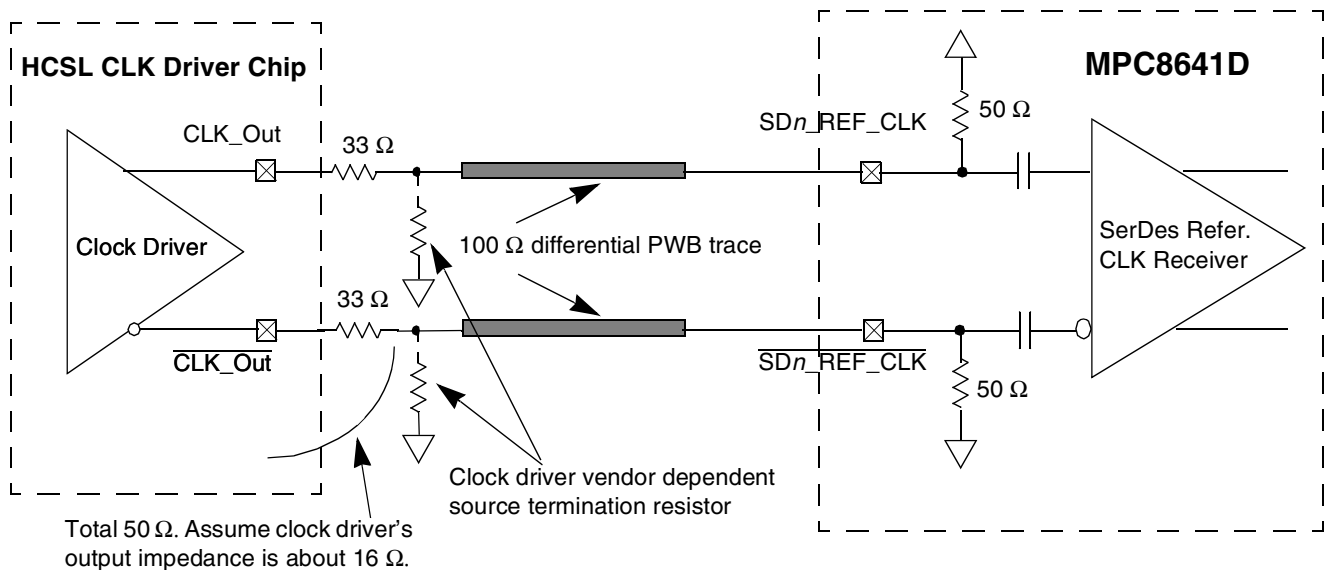 HCSL CLK Driver Chip
MPC8641D
CLK_Out
33 Ω
SDn_REF_CLK
50 Ω
Clock Driver
100 Ω differential PWB trace
SerDes Refer.
CLK Receiver
33 Ω
CLK_Out
SDn_REF_CLK
50 Ω
Clock driver vendor dependent
source termination resistor
Total 50 Ω. Assume clock driver's
output impedance is about 16 Ω.